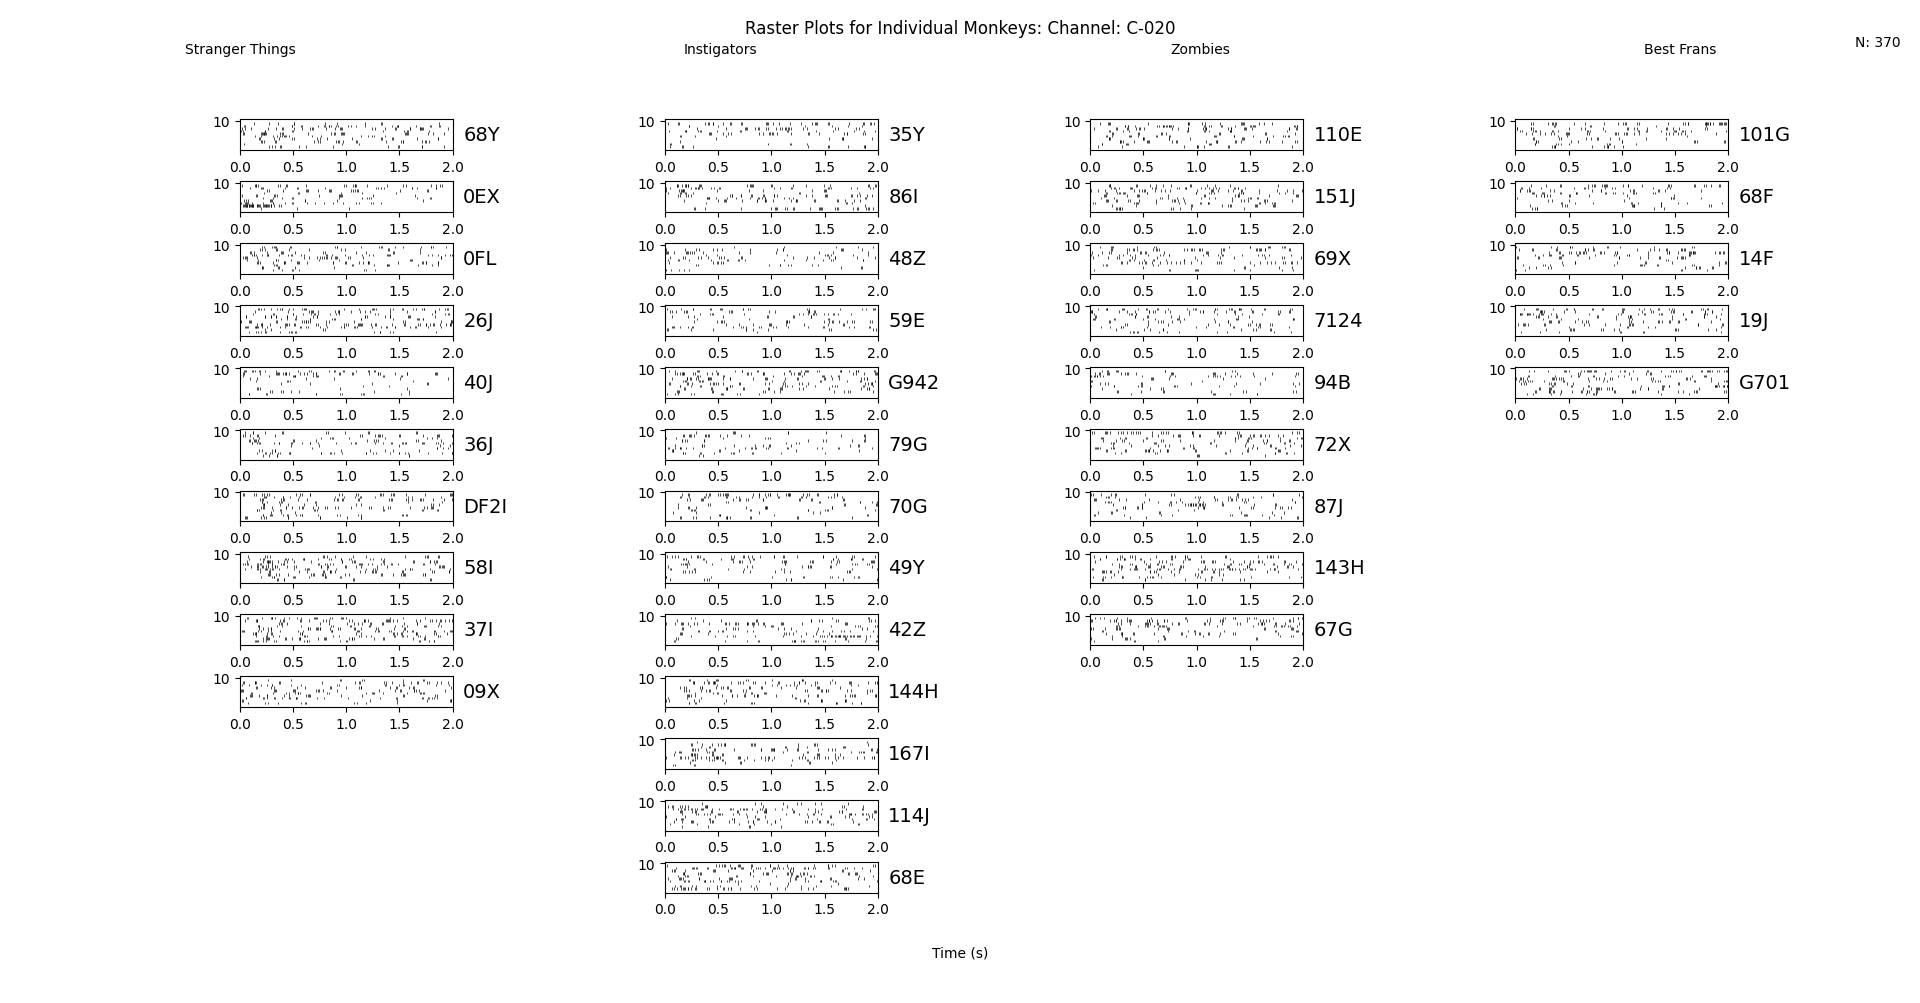 Raster Plots for Individual Monkeys: Channel: C-020
Stranger Things Instigators Zombies Best Frans N: 370
10 68Y 10 35Y 10 110E 10 101G
0.0 0.5 1.0 1.5 2.0 0.0 0.5 1.0 1.5 2.0 0.0 0.5 1.0 1.5 2.0 0.0 0.5 1.0 1.5 2.0
10 0EX 10 86I 10 151J 10 68F
0.0 0.5 1.0 1.5 2.0 0.0 0.5 1.0 1.5 2.0 0.0 0.5 1.0 1.5 2.0 0.0 0.5 1.0 1.5 2.0
10 0FL 10 48Z 10 69X 10 14F
0.0 0.5 1.0 1.5 2.0 0.0 0.5 1.0 1.5 2.0 0.0 0.5 1.0 1.5 2.0 0.0 0.5 1.0 1.5 2.0
10 26J 10 59E 10 7124 10 19J
0.0 0.5 1.0 1.5 2.0 0.0 0.5 1.0 1.5 2.0 0.0 0.5 1.0 1.5 2.0 0.0 0.5 1.0 1.5 2.0
10 40J 10 G942 10 94B 10 G701
0.0 0.5 1.0 1.5 2.0 0.0 0.5 1.0 1.5 2.0 0.0 0.5 1.0 1.5 2.0 0.0 0.5 1.0 1.5 2.0
10 36J 10 79G 10 72X
0.0 0.5 1.0 1.5 2.0 0.0 0.5 1.0 1.5 2.0 0.0 0.5 1.0 1.5 2.0
10 DF2I 10 70G 10 87J
0.0 0.5 1.0 1.5 2.0 0.0 0.5 1.0 1.5 2.0 0.0 0.5 1.0 1.5 2.0
10 58I 10 49Y 10 143H
0.0 0.5 1.0 1.5 2.0 0.0 0.5 1.0 1.5 2.0 0.0 0.5 1.0 1.5 2.0
10 37I 10 42Z 10 67G
0.0 0.5 1.0 1.5 2.0 0.0 0.5 1.0 1.5 2.0 0.0 0.5 1.0 1.5 2.0
10 09X 10 144H
0.0 0.5 1.0 1.5 2.0 0.0 0.5 1.0 1.5 2.0
10 167I
0.0 0.5 1.0 1.5 2.0
10 114J
0.0 0.5 1.0 1.5 2.0
10 68E
0.0 0.5 1.0 1.5 2.0
Time (s)